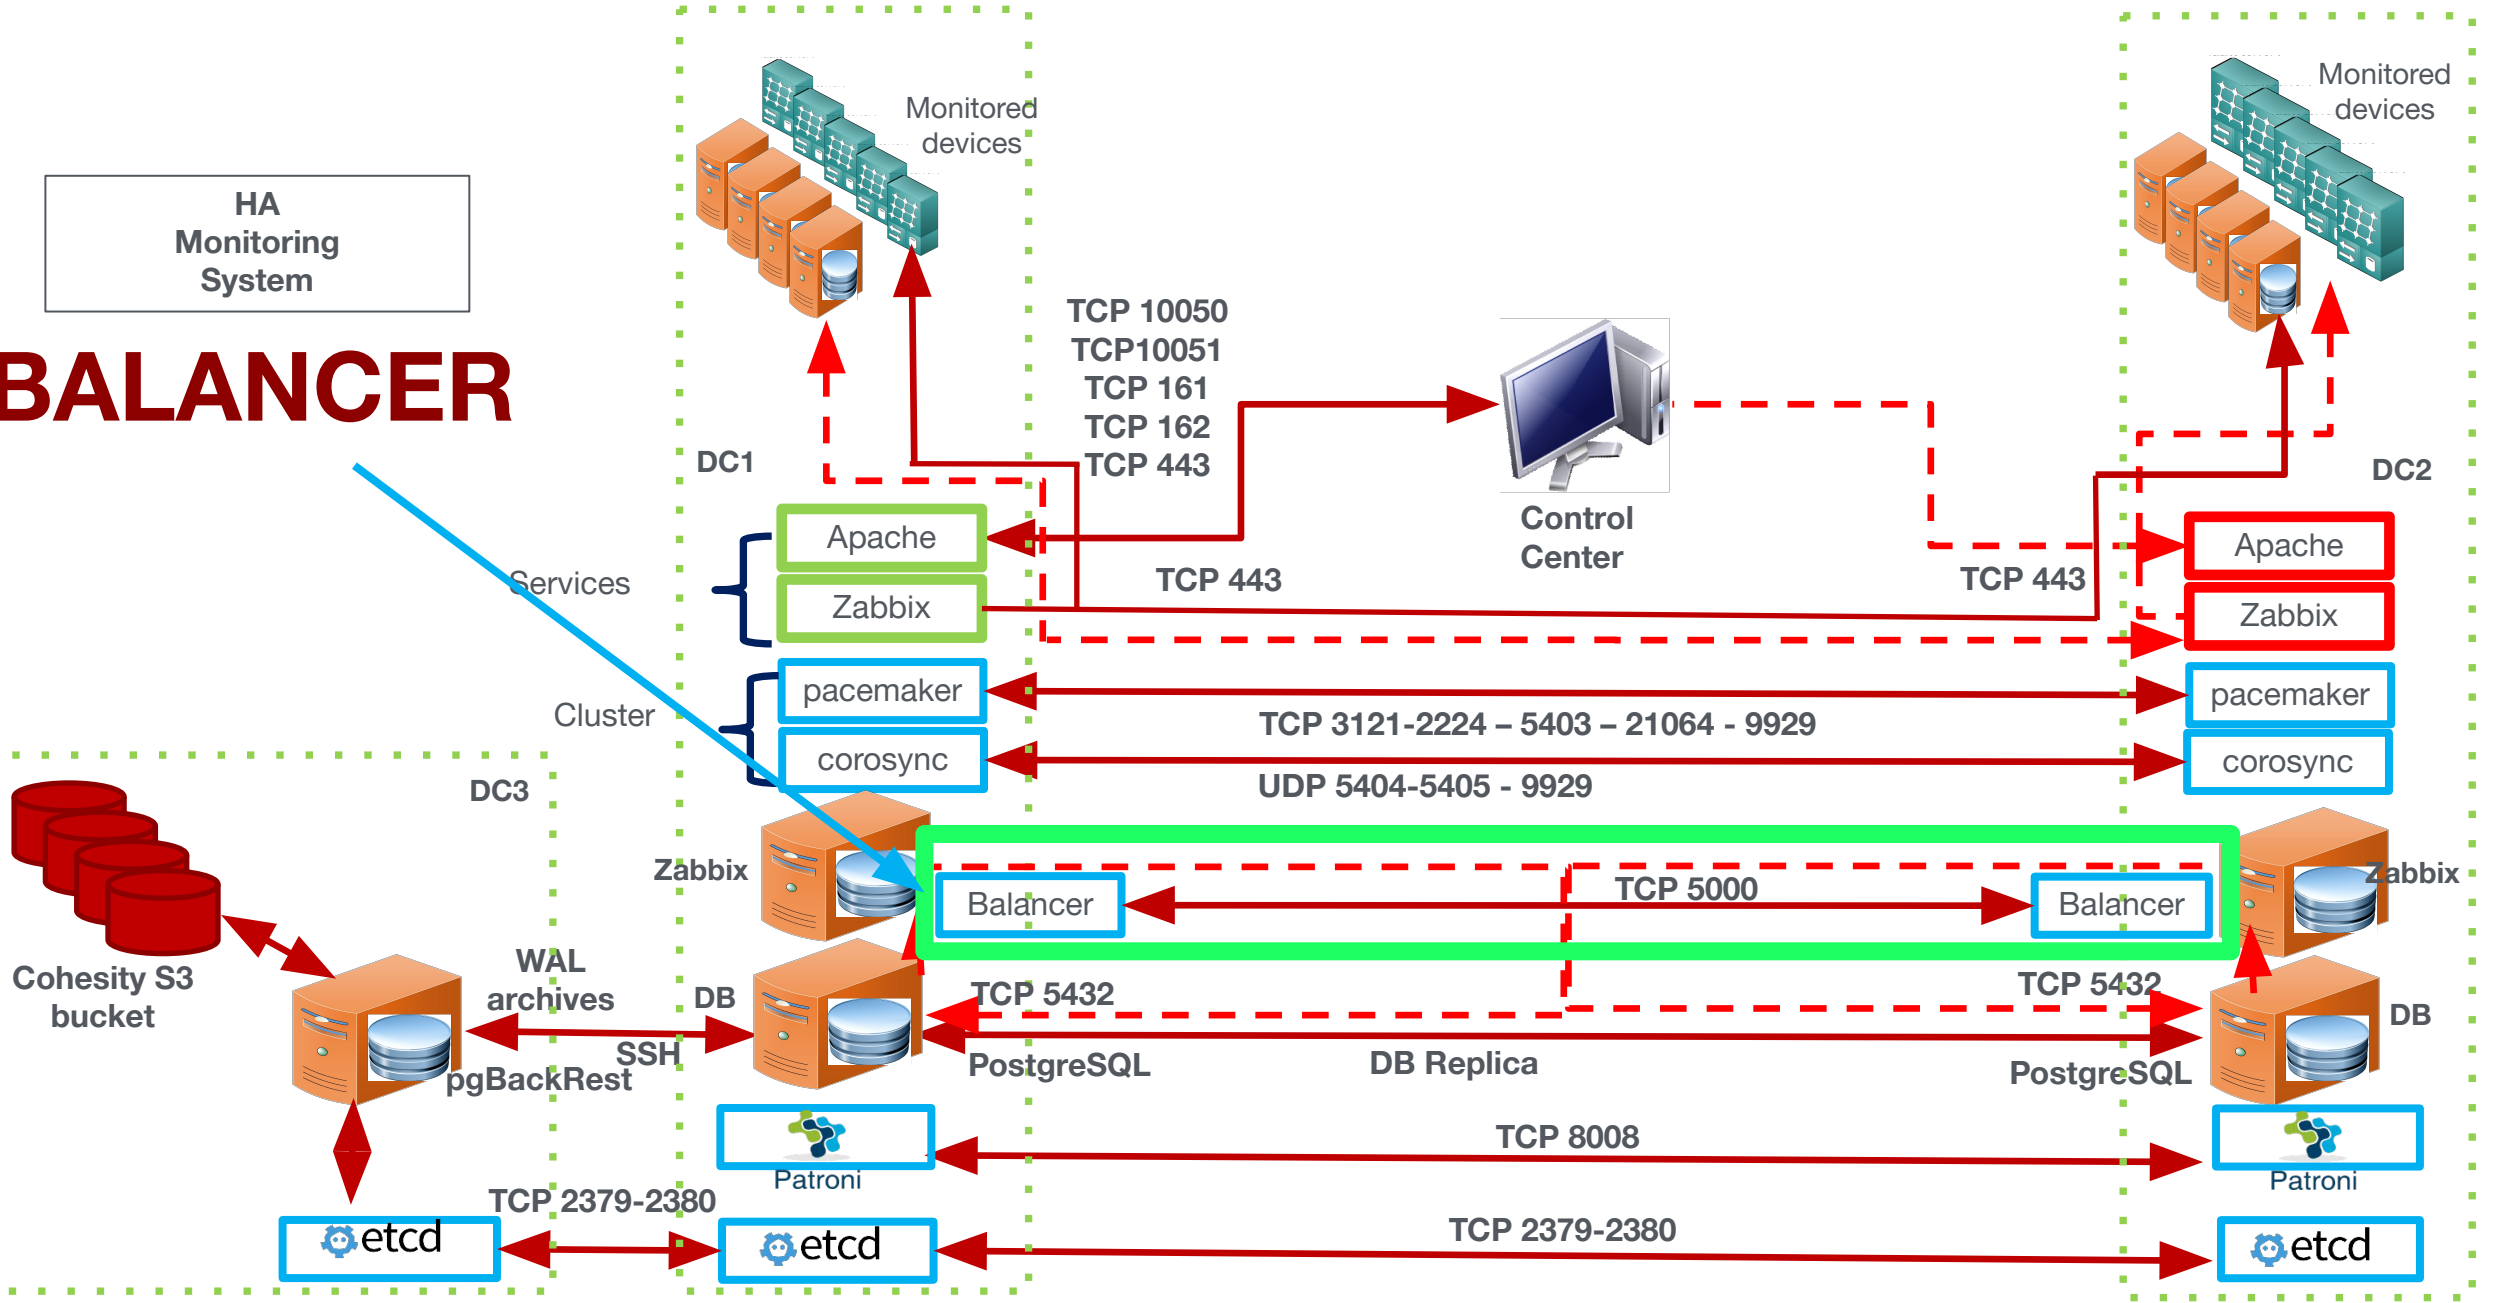 HA
Monitoring
System
BALANCER
Monitored
devices
Monitored
devices
TCP 10050
TCP10051
TCP 161
TCP 162
TCP 443
DC1
DC2
Control
Center
Apache
Apache
TCP 443
TCP 443
Services
Zabbix
Zabbix
pacemaker
pacemaker
Cluster
TCP 3121-2224 – 5403 – 21064 - 9929
corosync
corosync
UDP 5404-5405 - 9929
DC3
Zabbix
Zabbix
Balancer
TCP 5000
Balancer
Cohesity S3
bucket
WAL
archives
DB
TCP 5432
TCP 5432
DB
SSH
pgBackRest
PostgreSQL
DB Replica
PostgreSQL
TCP 8008
Patroni
Patroni
TCP 2379-2380
TCP 2379-2380
etcd
etcd
etcd